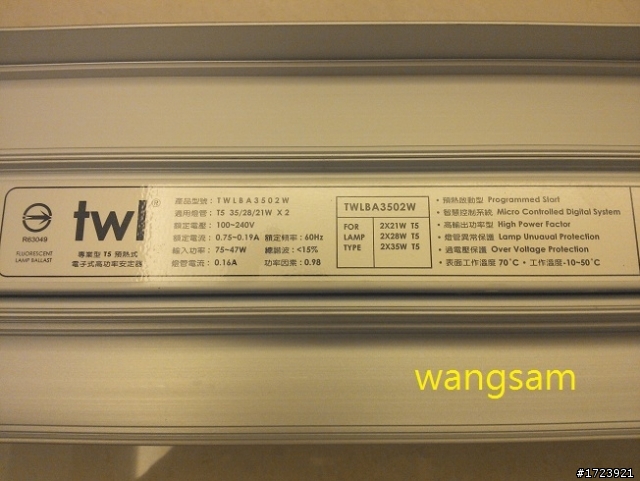 R63049
FLUORESCENT
LAMP BALLAST
twl®
專業型 T5 預熱式
電子式高功率安定器
產品型號：TWLBA3502W
適用燈管：T5 35/28/21W X 2
額定電壓：100~240V
額定電流：0.75~0.19A 額定頻率：60Hz
輸入功率：75~47W 總諧波：<15%
燈管電流：0.16A 功率因素：0.98
TWLBA3502W
FOR LAMP TYPE
2X21W T5
2X28W T5
2X35W T5
• 預熱啟動型 Programmed Start
• 智慧控制系統 Micro Controlled Digital System
• 高輸出功率型 High Power Factor
• 燈管異常保護 Lamp Unusual Protection
• 過電壓保護 Over Voltage Protection
• 表面工作溫度 70°C • 工作溫度-10~50°C
wangsam
#1723921